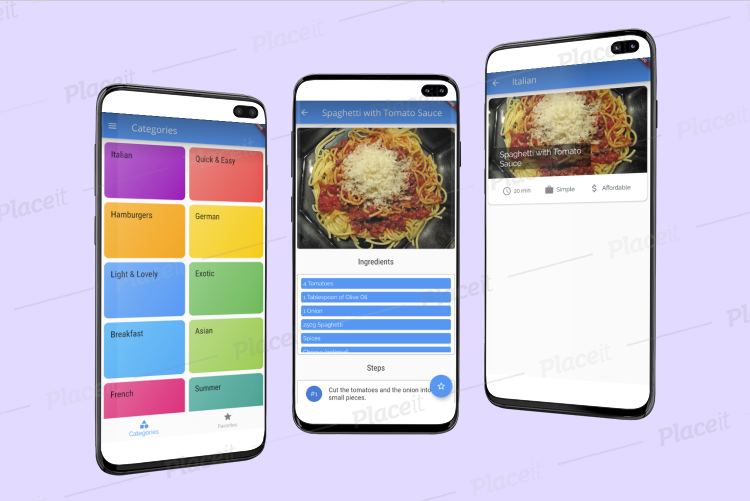 Categories
Italian
Quick & Easy
Hamburgers
German
Light & Lovely
Exotic
Breakfast
Asian
French
Summer
Categories
Favorites
Spaghetti with Tomato Sauce
Ingredients
4 Tomatoes
1 Tablespoon of Olive Oil
1 Onion
250g Spaghetti
Spices
Steps
P1
Cut the tomatoes and the onion into
small pieces.
Italian
Spaghetti with Tomato
Sauce
20 min
Simple
Affordable
Placeit
Placeit
Placeit
Placeit
Placeit
Placeit
Placeit
Placeit
Placeit
Placeit